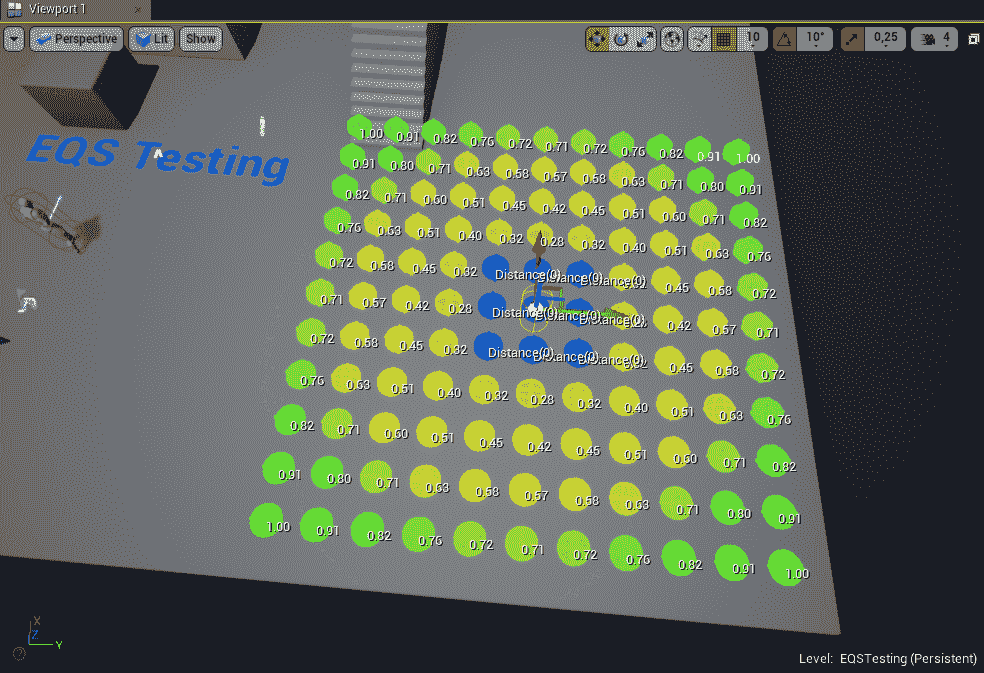 Viewport 1
Perspective Lit Show 10 10° 0,25 4
EQS Testing
1.00 0.91 0.82 0.76 0.72 0.71 0.72 0.76 0.82 0.91 1.00
0.91 0.80 0.71 0.63 0.58 0.57 0.58 0.63 0.71 0.80 0.91
0.82 0.71 0.60 0.51 0.45 0.42 0.45 0.51 0.60 0.71 0.82
0.76 0.63 0.51 0.40 0.32 0.28 0.32 0.40 0.51 0.63 0.76
0.72 0.58 0.45 0.32 Distance(0) Distance(0) Distance(0) 0.45 0.58 0.72
0.71 0.57 0.42 0.28 Distance(0) Distance(0) Distance(0) 0.42 0.57 0.71
0.72 0.58 0.45 0.32 Distance(0) Distance(0) Distance(0) 0.45 0.58 0.72
0.76 0.63 0.51 0.40 0.32 0.28 0.32 0.40 0.51 0.63 0.76
0.82 0.71 0.60 0.51 0.45 0.42 0.45 0.51 0.60 0.71 0.82
0.91 0.80 0.71 0.63 0.58 0.57 0.58 0.63 0.71 0.80 0.91
1.00 0.91 0.82 0.76 0.72 0.71 0.72 0.76 0.82 0.91 1.00
X
Z
Y
Level: EQSTesting (Persistent)